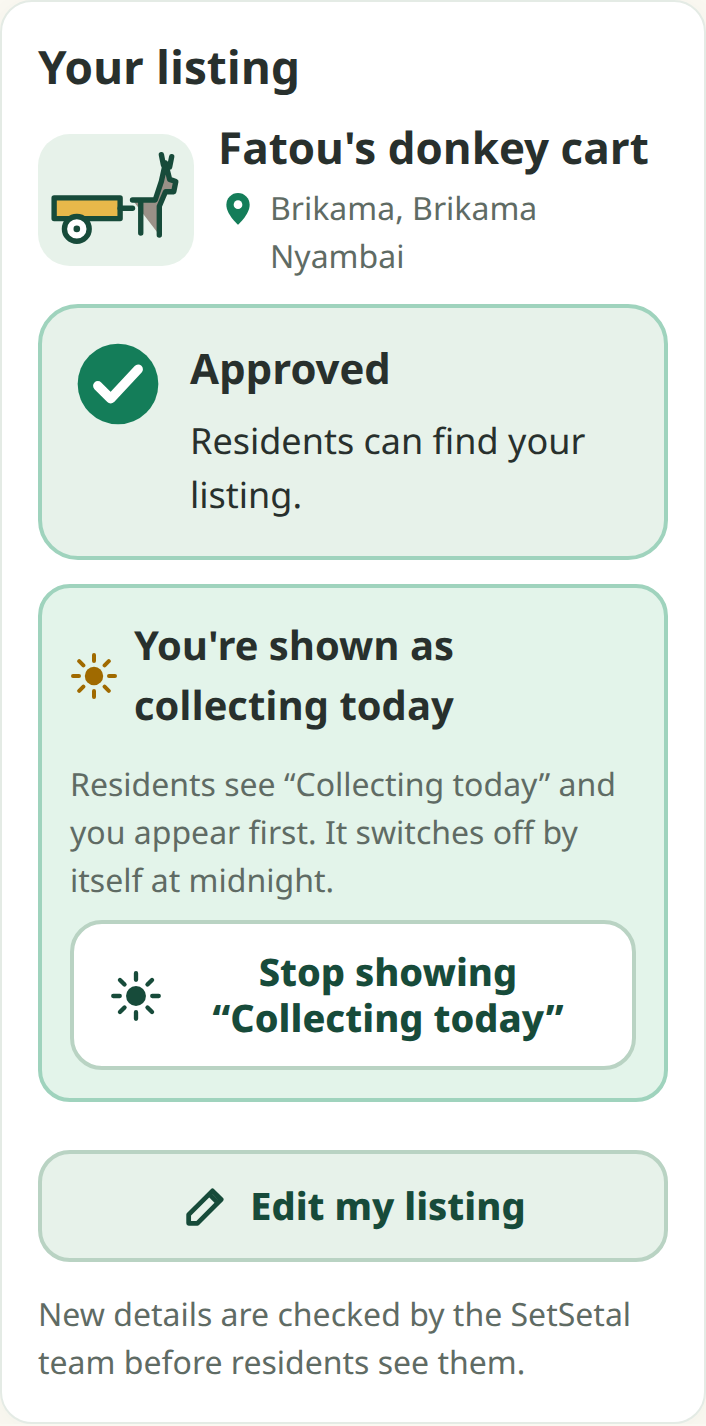 Your listing
Fatou's donkey cart
Brikama, Brikama
Nyambai
Approved
Residents can find your
listing.
You're shown as
collecting today
Residents see “Collecting today” and
you appear first. It switches off by
itself at midnight.
Stop showing
“Collecting today”
Edit my listing
New details are checked by the SetSetal
team before residents see them.